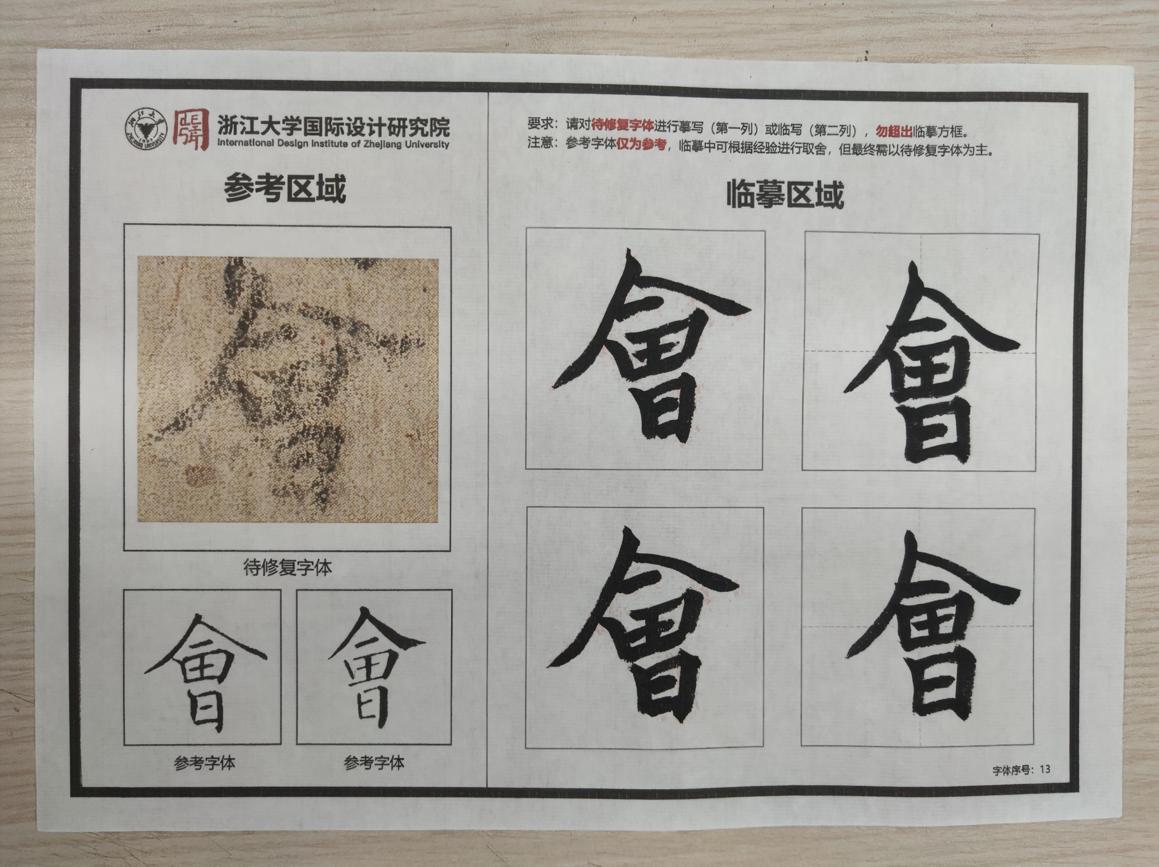 浙江大学国际设计研究院
International Design Institute of Zhejiang University
参考区域
會
待修复字体
會
會
参考字体
参考字体
要求：请对待修复字体进行摹写（第一列）或临写（第二列），勿超出临摹方框。
注意：参考字体仅为参考，临摹中可根据经验进行取舍，但最终需以待修复字体为主。
临摹区域
會
會
會
會
字体序号：13